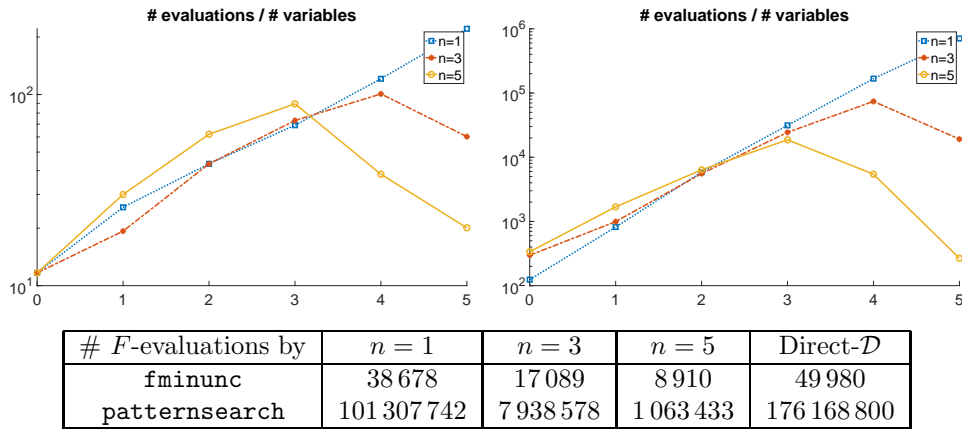 # evaluations / # variables
10^2
10^1
0 1 2 3 4 5
n=1
n=3
n=5
# evaluations / # variables
10^6
10^5
10^4
10^3
10^2
0 1 2 3 4 5
n=1
n=3
n=5
# F-evaluations by n = 1 n = 3 n = 5 Direct-𝒟
fminunc 38 678 17 089 8 910 49 980
patternsearch 101 307 742 7 938 578 1 063 433 176 168 800